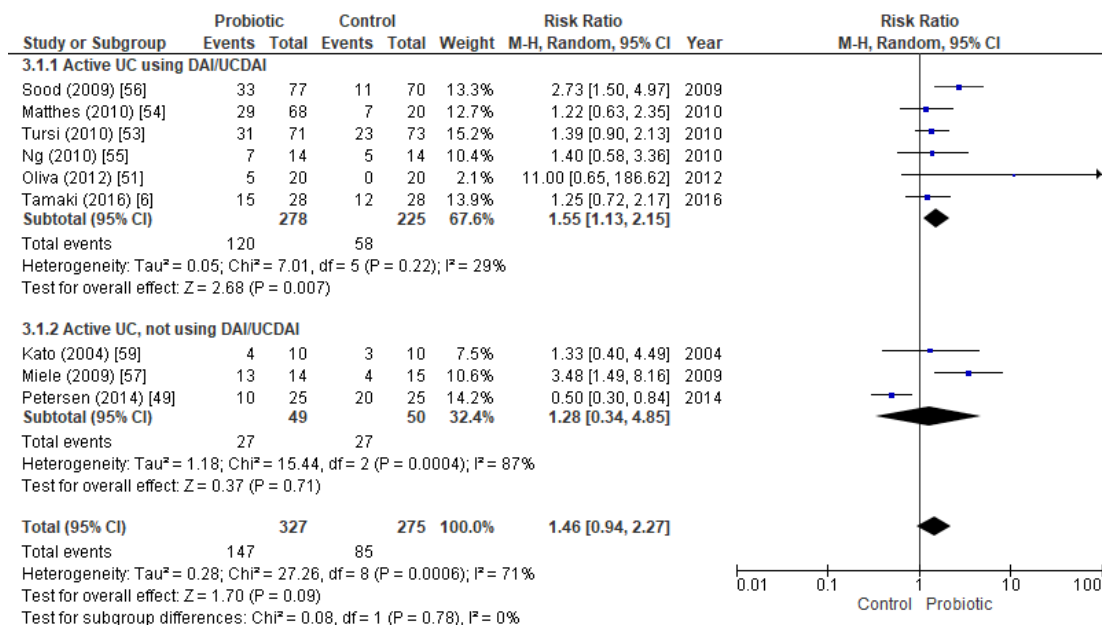 Probiotic Control Risk Ratio Risk Ratio
Study or Subgroup Events Total Events Total Weight M-H, Random, 95% CI Year M-H, Random, 95% CI
3.1.1 Active UC using DAI/UCDAI
Sood (2009) [56] 33 77 11 70 13.3% 2.73 [1.50, 4.97] 2009
Matthes (2010) [54] 29 68 7 20 12.7% 1.22 [0.63, 2.35] 2010
Tursi (2010) [53] 31 71 23 73 15.2% 1.39 [0.90, 2.13] 2010
Ng (2010) [55] 7 14 5 14 10.4% 1.40 [0.58, 3.36] 2010
Oliva (2012) [51] 5 20 0 20 2.1% 11.00 [0.65, 186.62] 2012
Tamaki (2016) [6] 15 28 12 28 13.9% 1.25 [0.72, 2.17] 2016
Subtotal (95% CI) 278 225 67.6% 1.55 [1.13, 2.15]
Total events 120 58
Heterogeneity: Tau² = 0.05; Chi² = 7.01, df = 5 (P = 0.22); I² = 29%
Test for overall effect: Z = 2.68 (P = 0.007)
3.1.2 Active UC, not using DAI/UCDAI
Kato (2004) [59] 4 10 3 10 7.5% 1.33 [0.40, 4.49] 2004
Miele (2009) [57] 13 14 4 15 10.6% 3.48 [1.49, 8.16] 2009
Petersen (2014) [49] 10 25 20 25 14.2% 0.50 [0.30, 0.84] 2014
Subtotal (95% CI) 49 50 32.4% 1.28 [0.34, 4.85]
Total events 27 27
Heterogeneity: Tau² = 1.18; Chi² = 15.44, df = 2 (P = 0.0004); I² = 87%
Test for overall effect: Z = 0.37 (P = 0.71)
Total (95% CI) 327 275 100.0% 1.46 [0.94, 2.27]
Total events 147 85
Heterogeneity: Tau² = 0.28; Chi² = 27.26, df = 8 (P = 0.0006); I² = 71%
Test for overall effect: Z = 1.70 (P = 0.09)
Test for subgroup differences: Chi² = 0.08, df = 1 (P = 0.78), I² = 0%
0.01 0.1 1 10 100
Control Probiotic